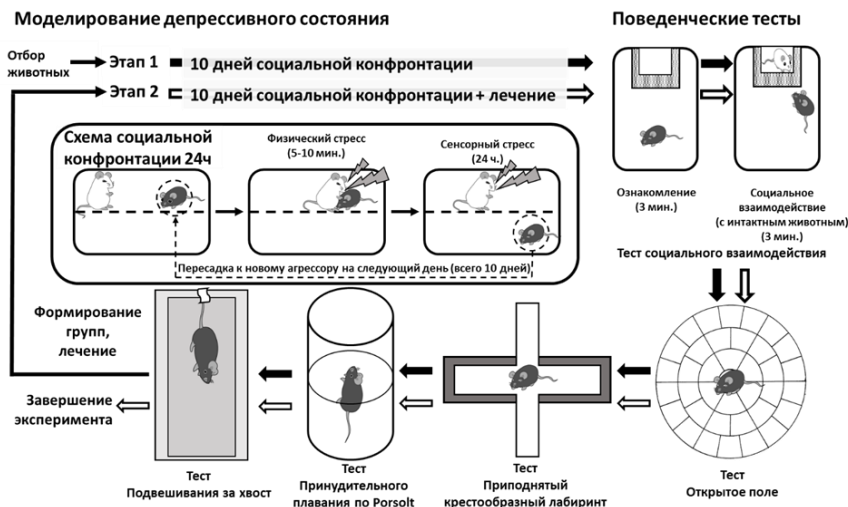 Моделирование депрессивного состояния
Поведенческие тесты
Отбор
животных
Этап 1
10 дней социальной конфронтации
Этап 2
10 дней социальной конфронтации + лечение
Схема социальной
конфронтации 24ч
Физический стресс
(5-10 мин.)
Сенсорный стресс
(24 ч.)
Пересадка к новому агрессору на следующий день (всего 10 дней)
Ознакомление
(3 мин.)
Социальное
взаимодействие
(с интактным животным)
(3 мин.)
Тест социального взаимодействия
Формирование
групп,
лечение
Завершение
эксперимента
Тест
Подвешивания за хвост
Тест
Принудительного
плавания по Porsolt
Тест
Приподнятый
крестообразный лабиринт
Тест
Открытое поле